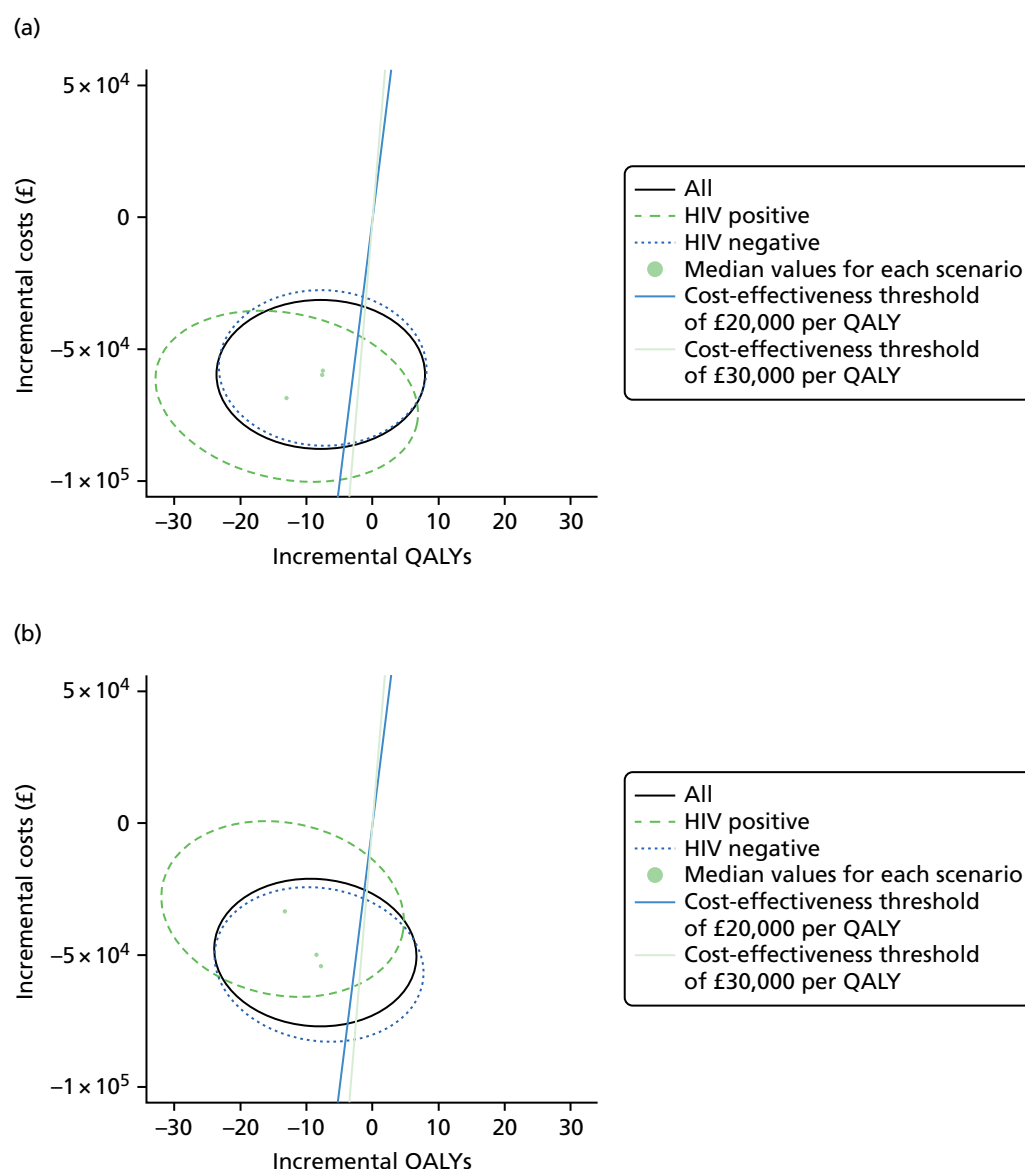 (a)
5 × 10⁴
0
−5 × 10⁴
−1 × 10⁵
Incremental costs (£)
−30 −20 −10 0 10 20 30
Incremental QALYs
All
HIV positive
HIV negative
Median values for each scenario
Cost-effectiveness threshold
of £20,000 per QALY
Cost-effectiveness threshold
of £30,000 per QALY
(b)
5 × 10⁴
0
−5 × 10⁴
−1 × 10⁵
Incremental costs (£)
−30 −20 −10 0 10 20 30
Incremental QALYs
All
HIV positive
HIV negative
Median values for each scenario
Cost-effectiveness threshold
of £20,000 per QALY
Cost-effectiveness threshold
of £30,000 per QALY